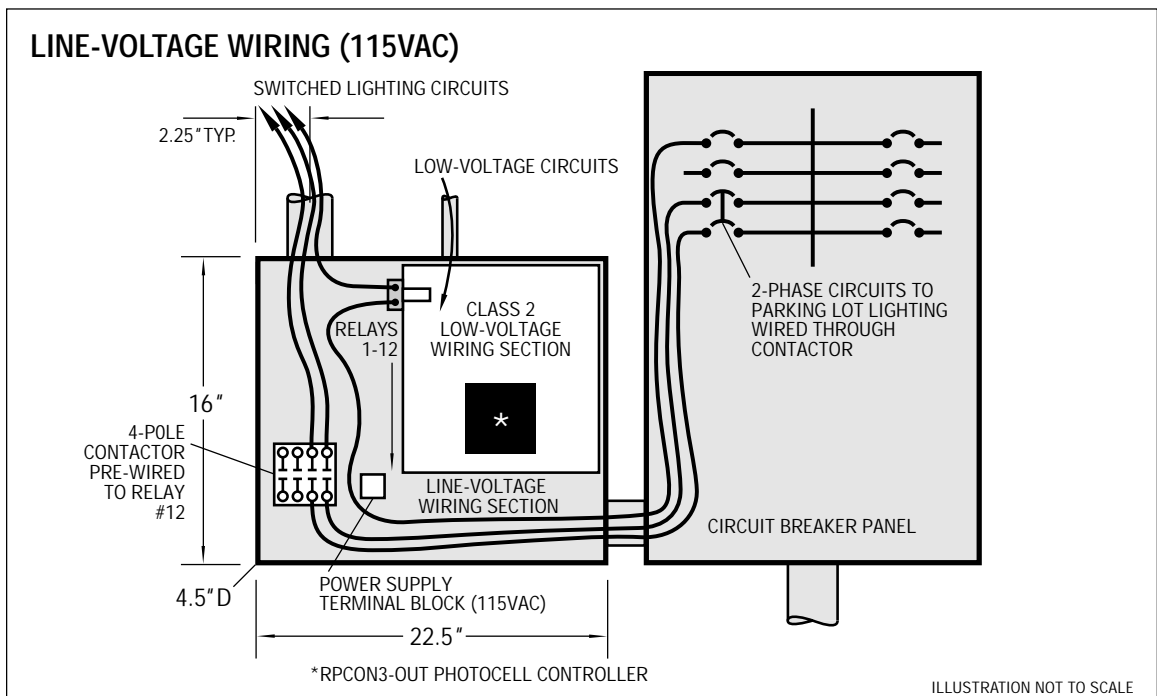 LINE-VOLTAGE WIRING (115VAC)
SWITCHED LIGHTING CIRCUITS
2.25" TYP.
LOW-VOLTAGE CIRCUITS
2-PHASE CIRCUITS TO
PARKING LOT LIGHTING
WIRED THROUGH
CONTACTOR
CLASS 2
LOW-VOLTAGE
WIRING SECTION
RELAYS
1-12
*
16"
4-POLE
CONTACTOR
PRE-WIRED
TO RELAY
#12
LINE-VOLTAGE
WIRING SECTION
CIRCUIT BREAKER PANEL
4.5"D
POWER SUPPLY
TERMINAL BLOCK (115VAC)
22.5"
*RPCON3-OUT PHOTOCELL CONTROLLER
ILLUSTRATION NOT TO SCALE